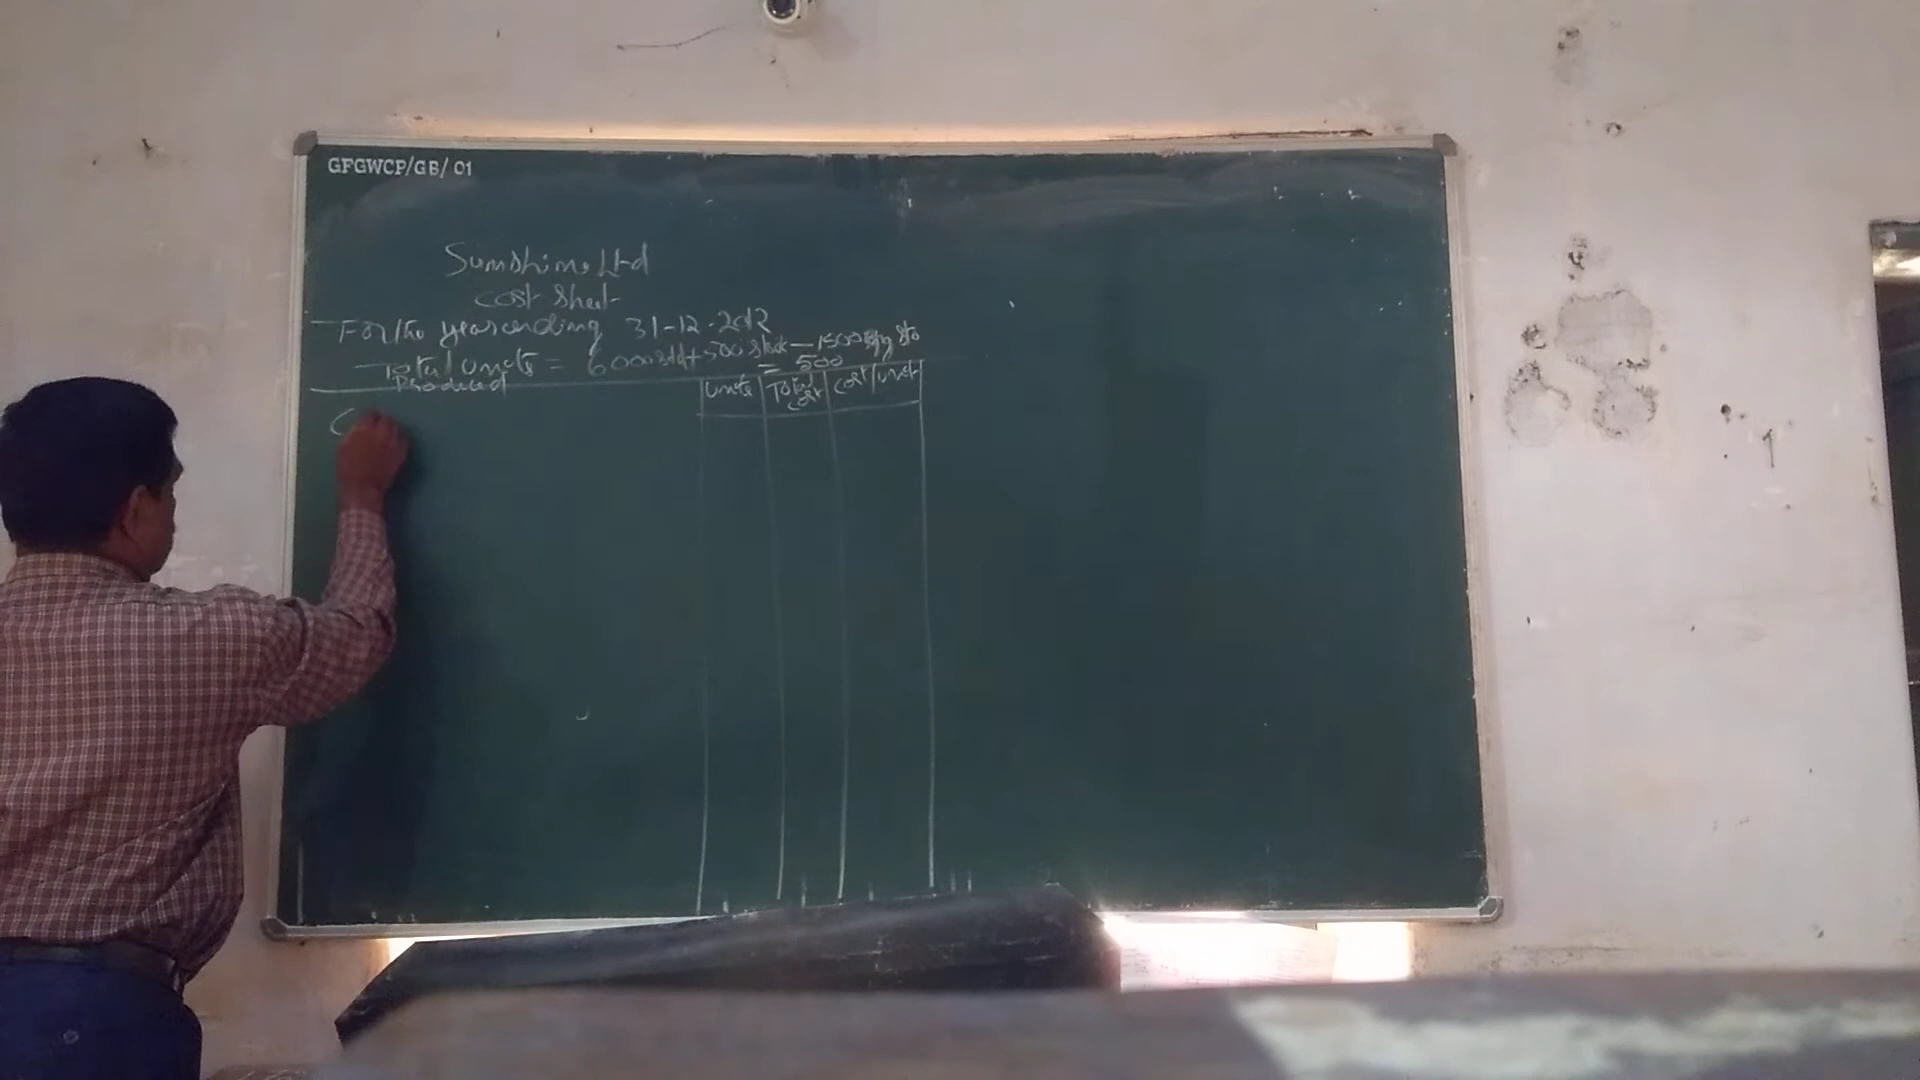 GFGWCP/GB/01
Sunshine Ltd
Cost Sheet
For the year ending 31-12-2012
Total units = 6000 sold + 500 Stock - 1500
Produced = 500
Units Total Cost Cost/unit